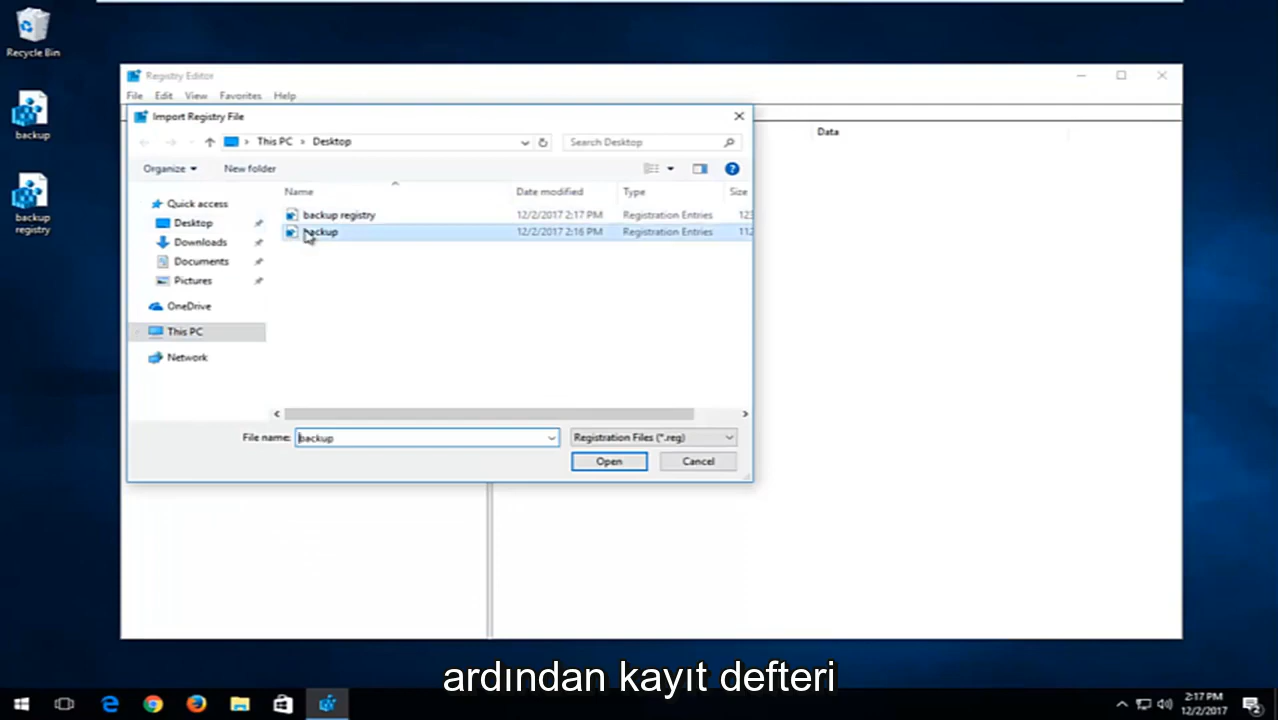 Recycle Bin
backup
backup
registry
Registry Editor
File Edit View Favorites Help
Data
Import Registry File
This PC > Desktop
Search Desktop
Organize New folder
Name Date modified Type Size
backup registry 12/2/2017 2:17 PM Registration Entries 123
backup 12/2/2017 2:16 PM Registration Entries 112
Quick access
Desktop
Downloads
Documents
Pictures
OneDrive
This PC
Network
File name: backup Registration Files (*.reg)
Open Cancel
ardından kayıt defteri
2:17 PM
12/2/2017
2